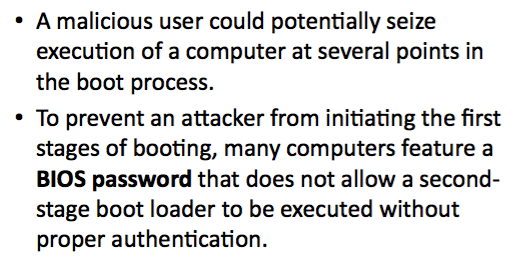 • A malicious user could potentially seize
execution of a computer at several points in
the boot process.
• To prevent an attacker from initiating the first
stages of booting, many computers feature a
BIOS password that does not allow a second-
stage boot loader to be executed without
proper authentication.